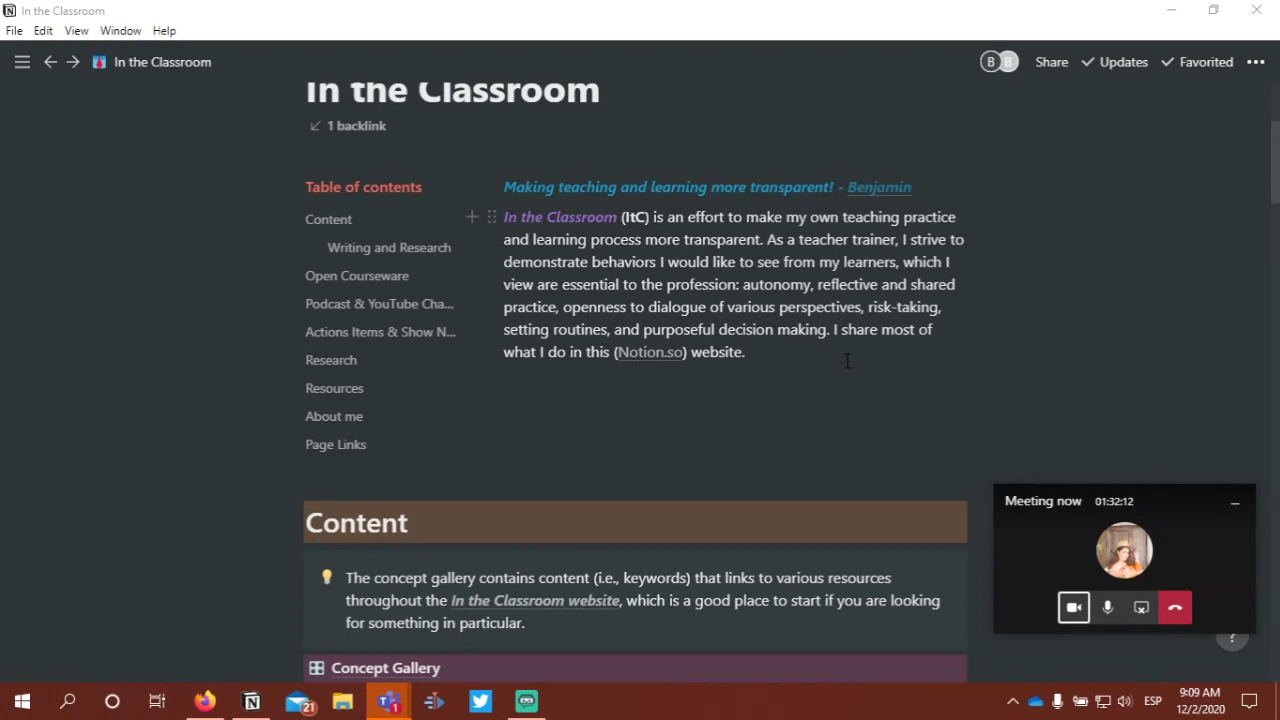 In the Classroom
File Edit View Window Help
In the Classroom
B B Share Updates Favorited
In the Classroom
1 backlink
Table of contents
Content
Writing and Research
Open Courseware
Podcast & YouTube Cha...
Actions Items & Show N...
Research
Resources
About me
Page Links
Making teaching and learning more transparent! - Benjamin
In the Classroom (ItC) is an effort to make my own teaching practice
and learning process more transparent. As a teacher trainer, I strive to
demonstrate behaviors I would like to see from my learners, which I
view are essential to the profession: autonomy, reflective and shared
practice, openness to dialogue of various perspectives, risk-taking,
setting routines, and purposeful decision making. I share most of
what I do in this (Notion.so) website.
Content
The concept gallery contains content (i.e., keywords) that links to various resources
throughout the In the Classroom website, which is a good place to start if you are looking
for something in particular.
Concept Gallery
Meeting now 01:32:12
?
21
1
ESP
9:09 AM
12/2/2020